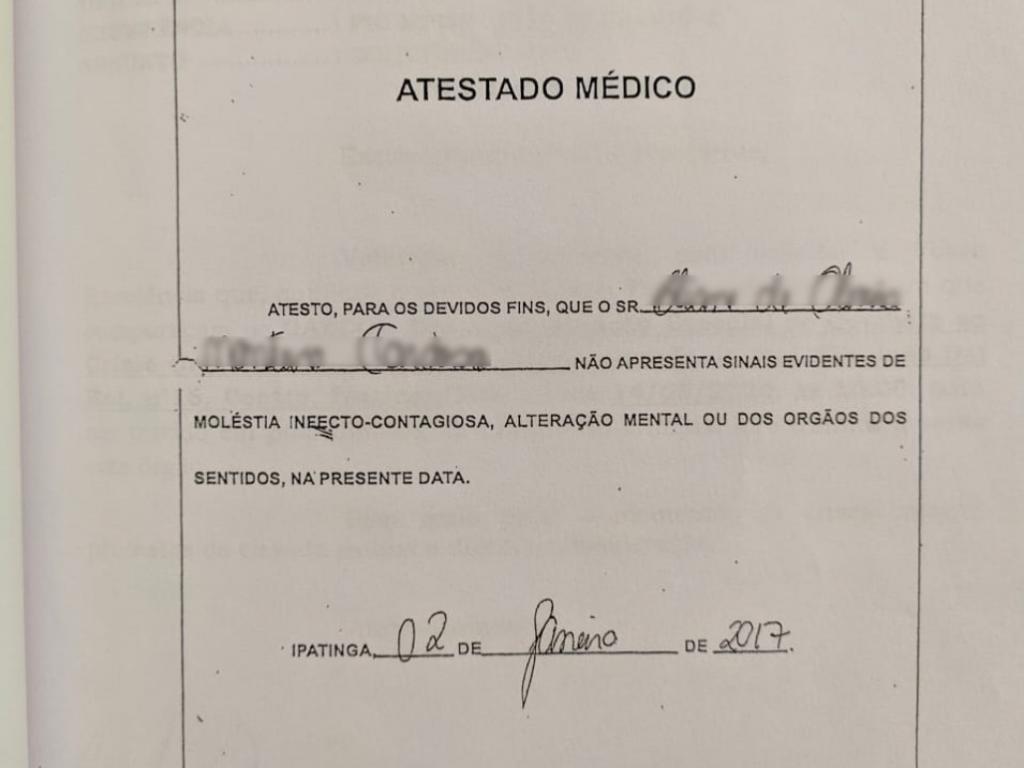 ATESTADO MÉDICO
ATESTO, PARA OS DEVIDOS FINS, QUE O SR.
NÃO APRESENTA SINAIS EVIDENTES DE
MOLÉSTIA INFECTO-CONTAGIOSA, ALTERAÇÃO MENTAL OU DOS ORGÃOS DOS
SENTIDOS, NA PRESENTE DATA.
IPATINGA, 02 DE Janeiro DE 2017.